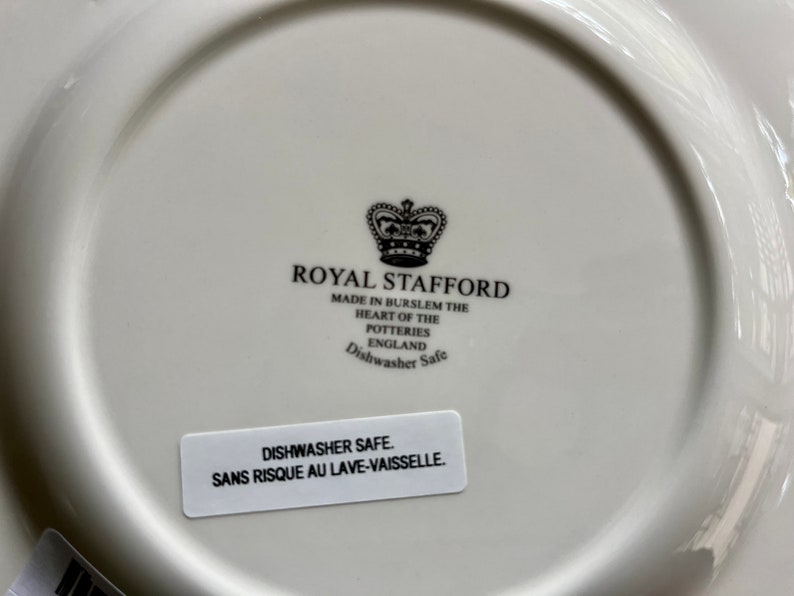 ROYAL STAFFORD
MADE IN BURSLEM THE
HEART OF THE
POTTERIES
ENGLAND
Dishwasher Safe
DISHWASHER SAFE.
SANS RISQUE AU LAVE-VAISSELLE.